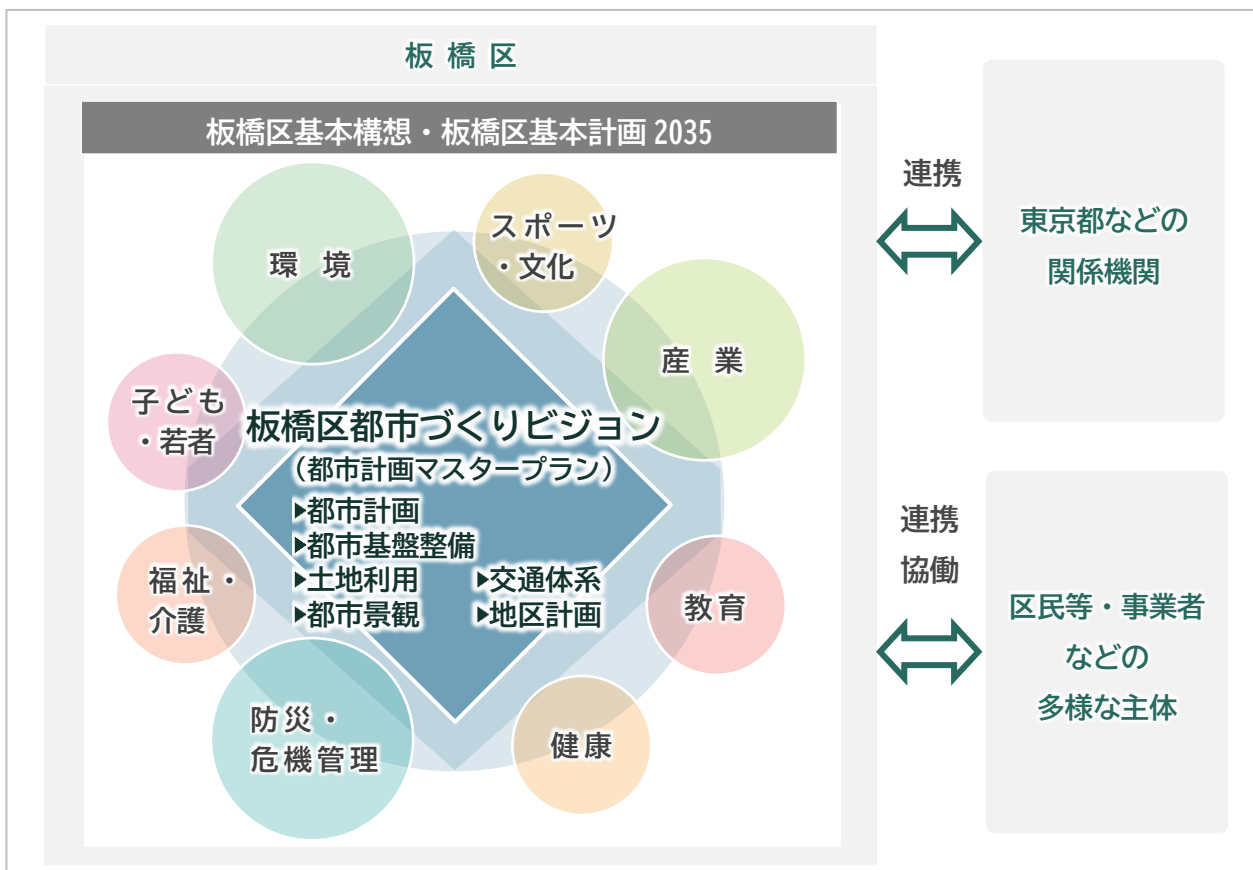 板橋区
板橋区基本構想・板橋区基本計画 2035
環境
スポーツ
・文化
産業
子ども
・若者
板橋区都市づくりビジョン
（都市計画マスタープラン）
▶都市計画
▶都市基盤整備
▶土地利用
▶交通体系
▶都市景観
▶地区計画
福祉・
介護
教育
防災・
危機管理
健康
連携
東京都などの
関係機関
連携
協働
区民等・事業者
などの
多様な主体